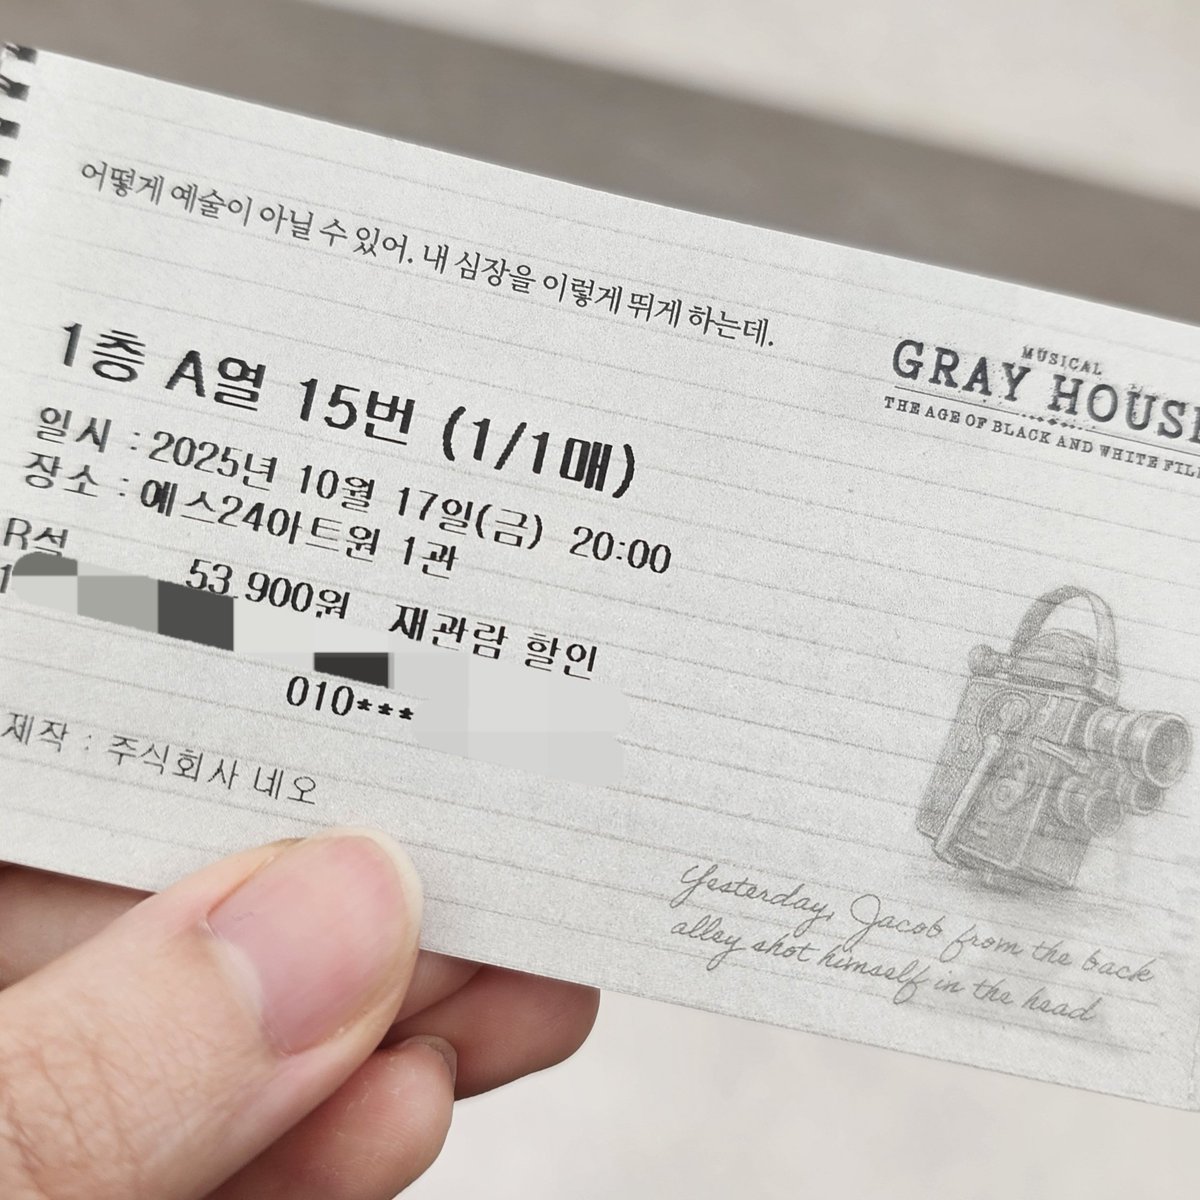 어떻게 예술이 아닐 수 있어. 내 심장을 이렇게 뛰게 하는데.
MUSICAL
GRAY HOUSE
THE AGE OF BLACK AND WHITE FILM
1층 A열 15번 (1/1매)
일시 : 2025년 10월 17일(금) 20:00
장소 : 예스24아트원 1관
R석 53,900원 재관람 할인
1
010***
제작 : 주식회사 네오
Yesterday, Jacob from the back
alley shot himself in the head